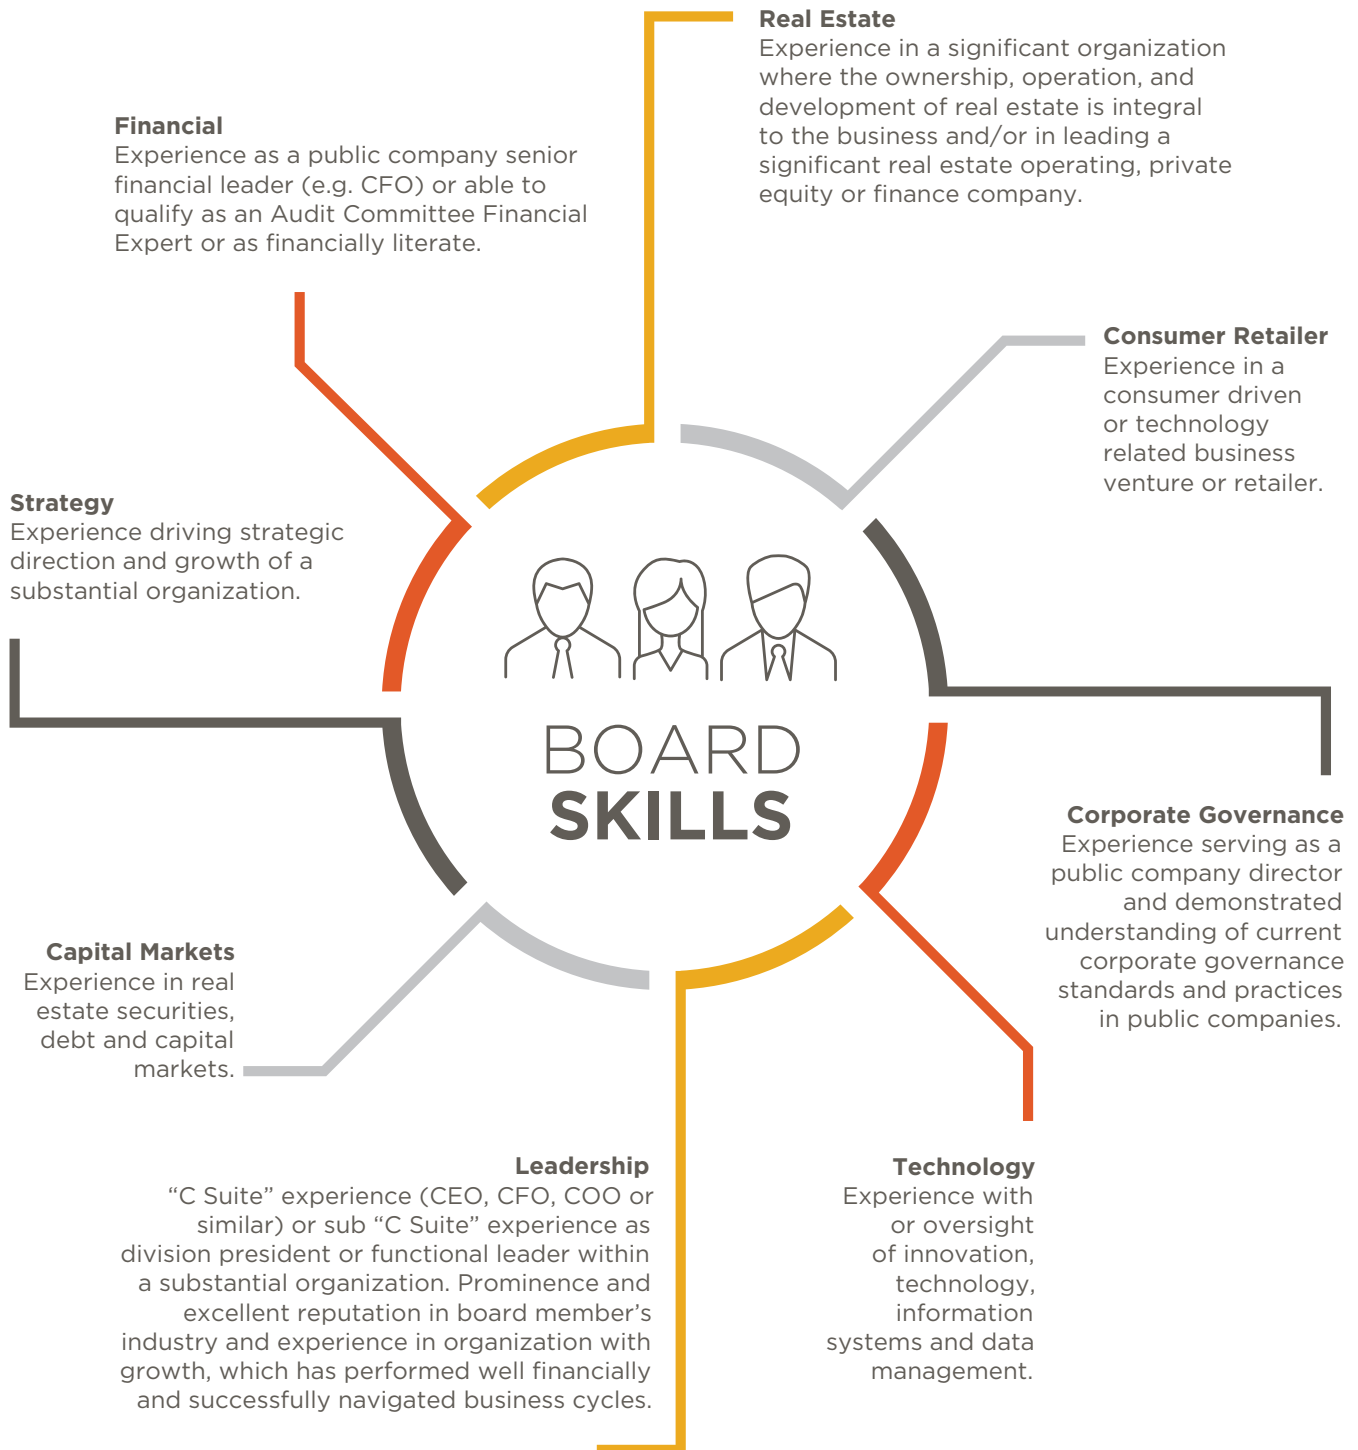 Real Estate
Experience in a significant organization
where the ownership, operation, and
development of real estate is integral
to the business and/or in leading a
significant real estate operating, private
equity or finance company.
Financial
Experience as a public company senior
financial leader (e.g. CFO) or able to
qualify as an Audit Committee Financial
Expert or as financially literate.
Consumer Retailer
Experience in a
consumer driven
or technology
related business
venture or retailer.
Strategy
Experience driving strategic
direction and growth of a
substantial organization.
BOARD
SKILLS
Corporate Governance
Experience serving as a
public company director
and demonstrated
understanding of current
corporate governance
standards and practices
in public companies.
Capital Markets
Experience in real
estate securities,
debt and capital
markets.
Leadership
“C Suite” experience (CEO, CFO, COO or
similar) or sub “C Suite” experience as
division president or functional leader within
a substantial organization. Prominence and
excellent reputation in board member’s
industry and experience in organization with
growth, which has performed well financially
and successfully navigated business cycles.
Technology
Experience with
or oversight
of innovation,
technology,
information
systems and data
management.